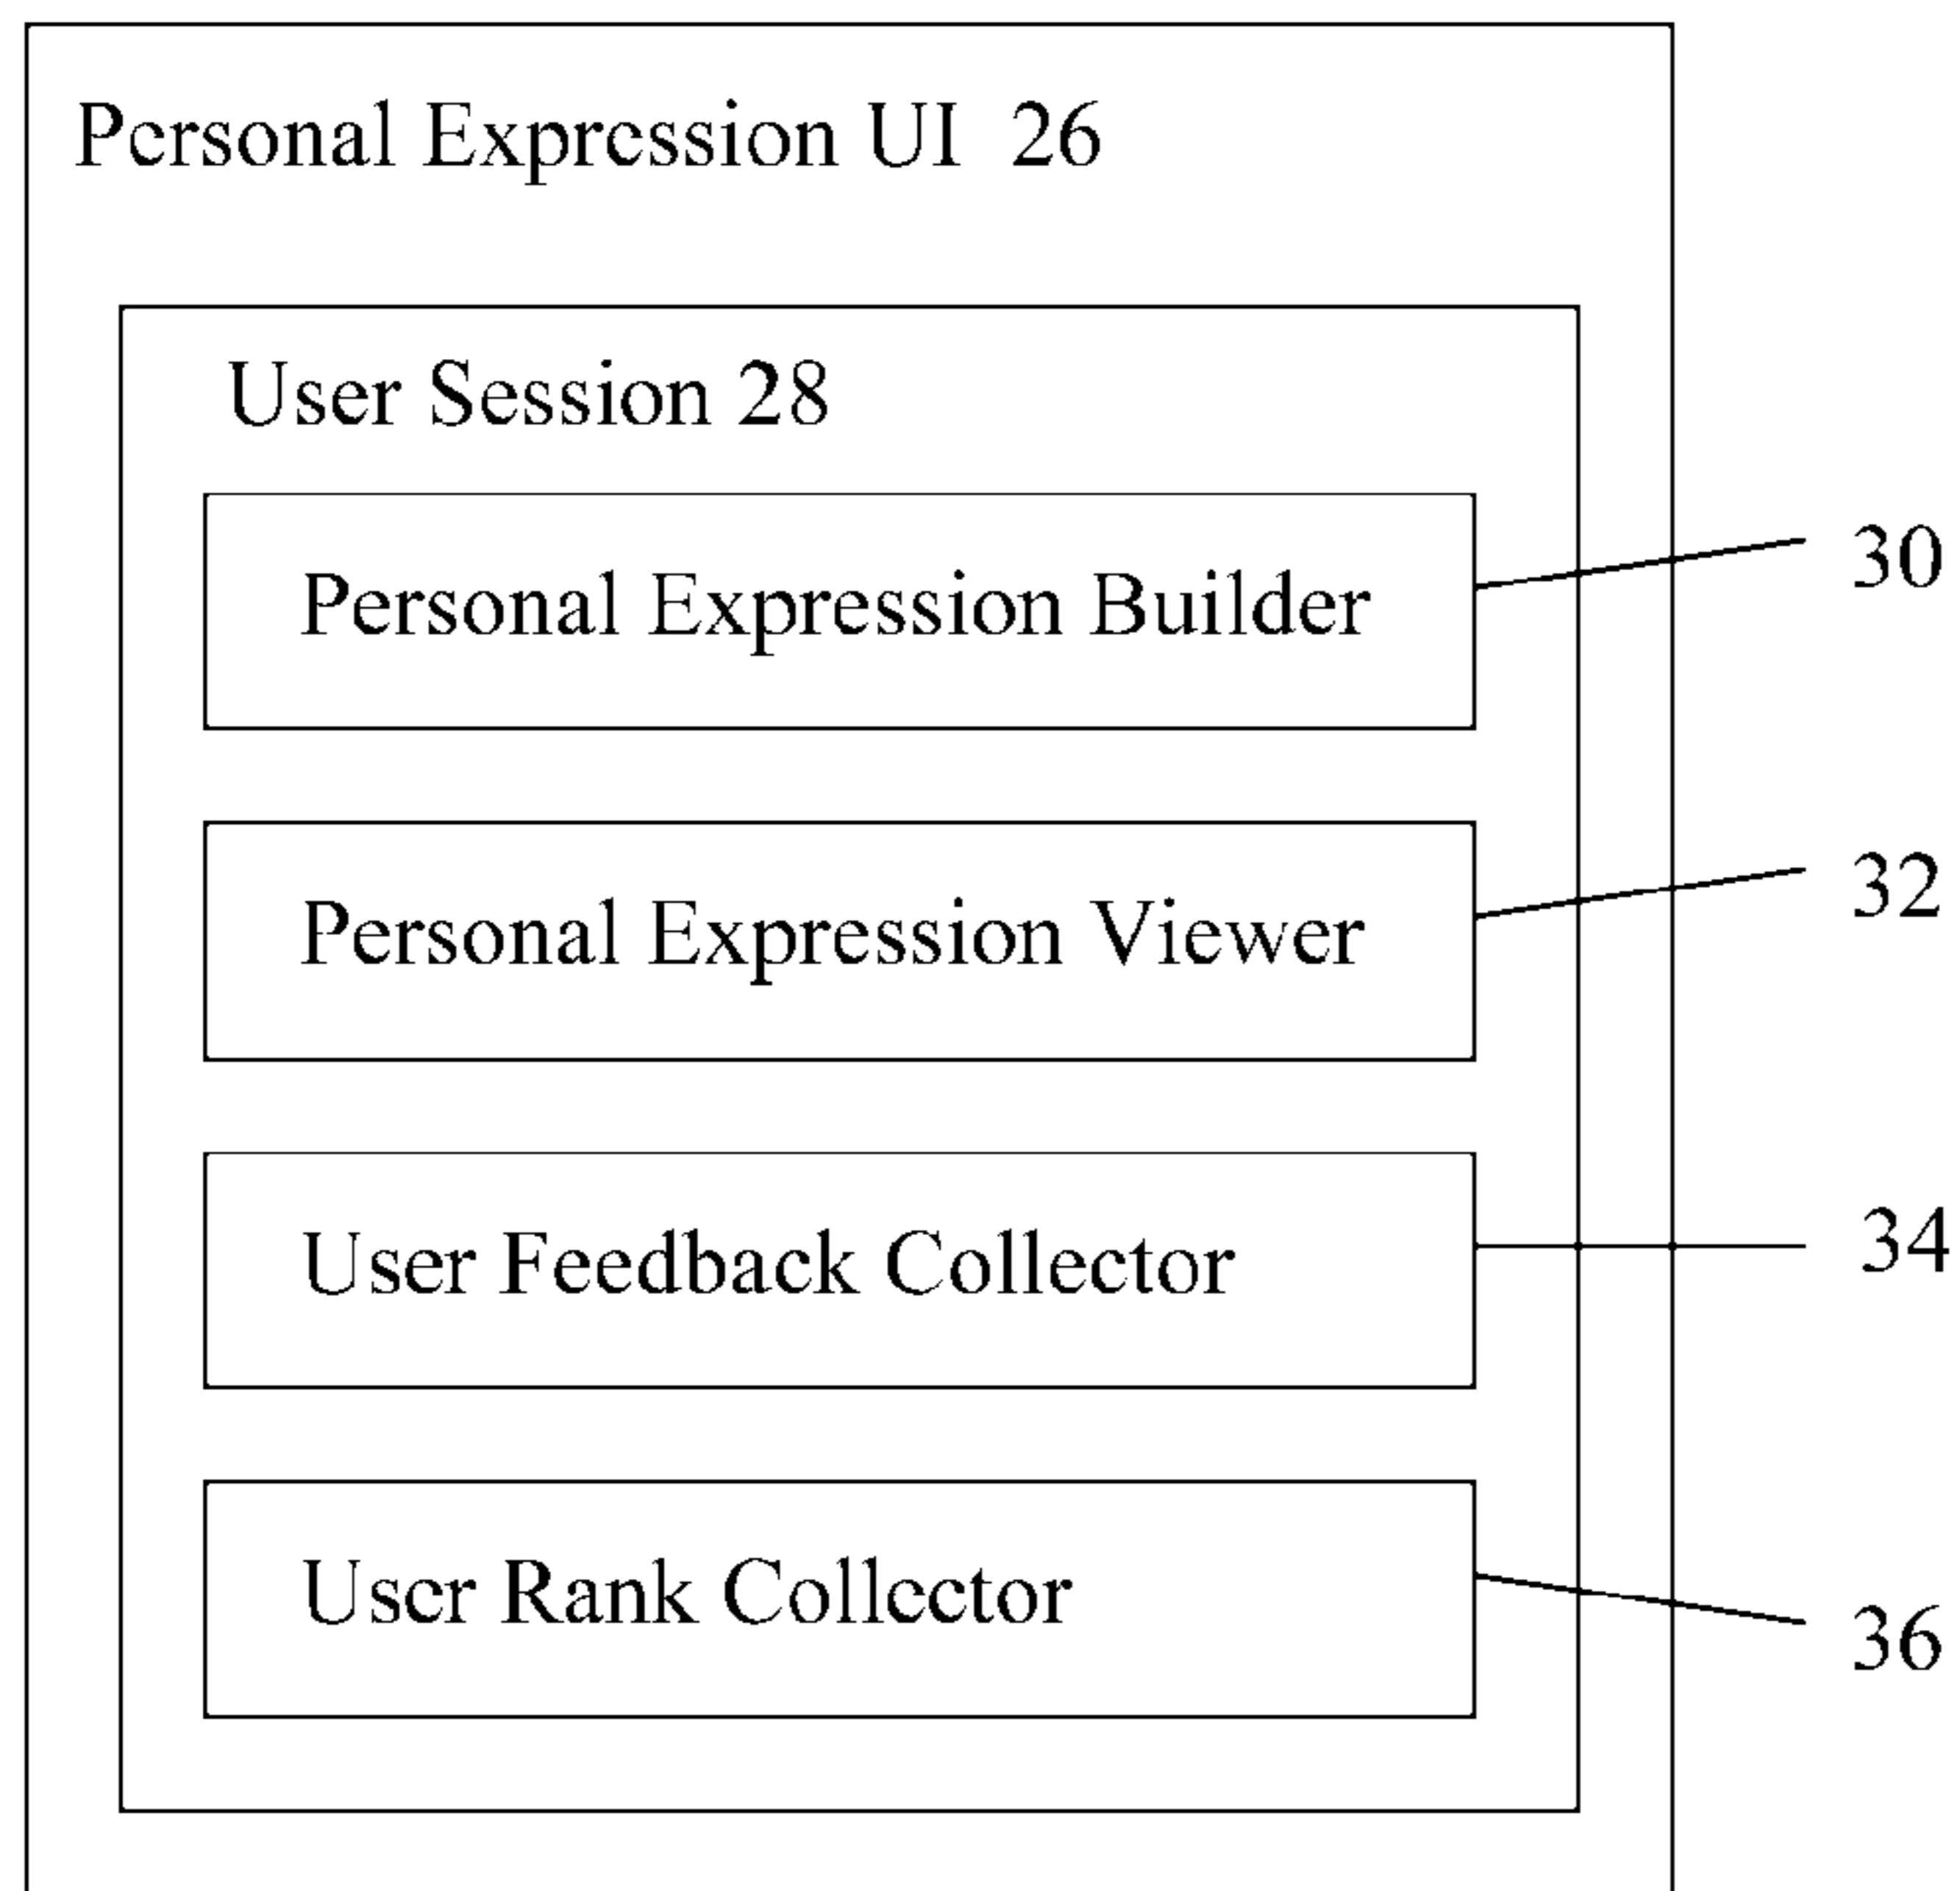 Personal Expression UI 26
User Session 28
Personal Expression Builder
30
Personal Expression Viewer
32
User Feedback Collector
34
User Rank Collector
36